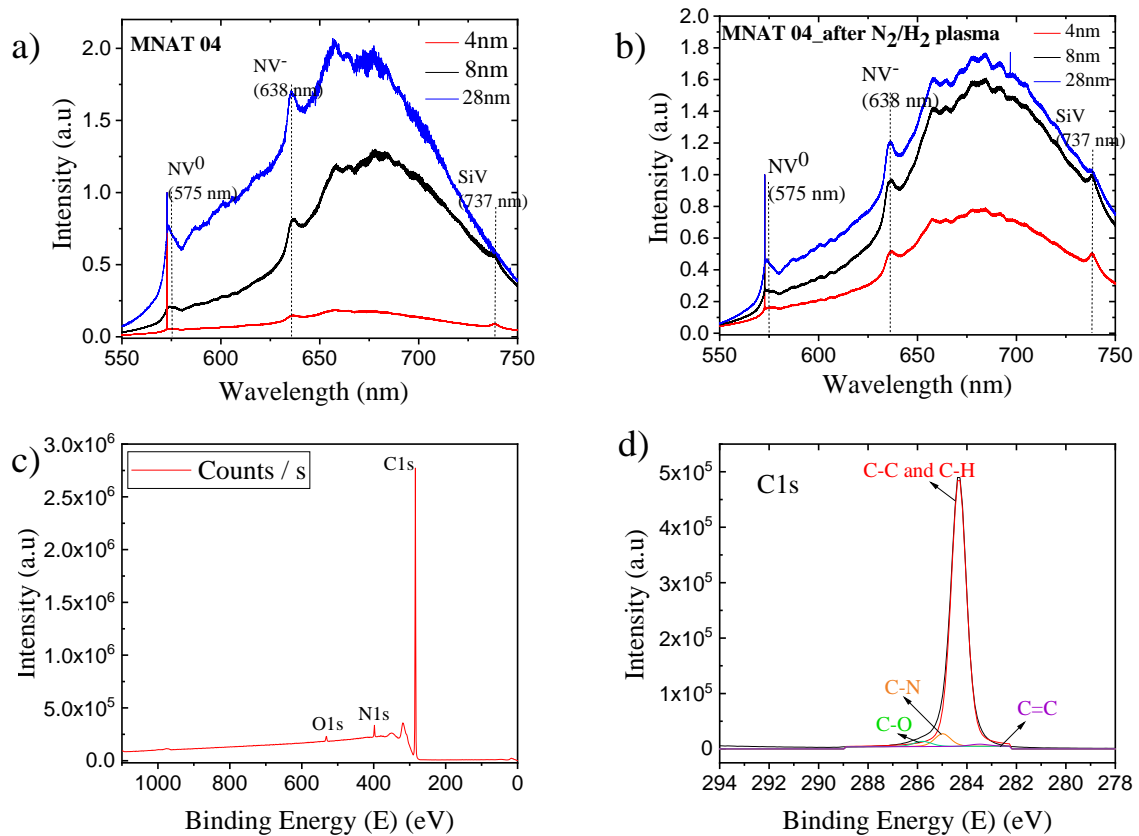 a)
MNAT 04
4nm
8nm
28nm
NV⁻
(638 nm)
NV⁰
(575 nm)
SiV
(737 nm)
2.0
1.5
1.0
0.5
0.0
Intensity (a.u)
550 600 650 700 750
Wavelength (nm)
b)
MNAT 04_after N₂/H₂ plasma
4nm
8nm
28nm
NV⁻
(638 nm)
NV⁰
(575 nm)
SiV
(737 nm)
2.0
1.8
1.6
1.4
1.2
1.0
0.8
0.6
0.4
0.2
0.0
Intensity (a.u)
550 600 650 700 750
Wavelength (nm)
c)
Counts / s
C1s
O1s
N1s
3.0x10⁶
2.5x10⁶
2.0x10⁶
1.5x10⁶
1.0x10⁶
5.0x10⁵
0.0
Intensity (a.u)
1000 800 600 400 200 0
Binding Energy (E) (eV)
d)
C1s
C-C and C-H
C-N
C-O
C=C
5x10⁵
4x10⁵
3x10⁵
2x10⁵
1x10⁵
0
Intensity (a.u)
294 292 290 288 286 284 282 280 278
Binding Energy (E) (eV)